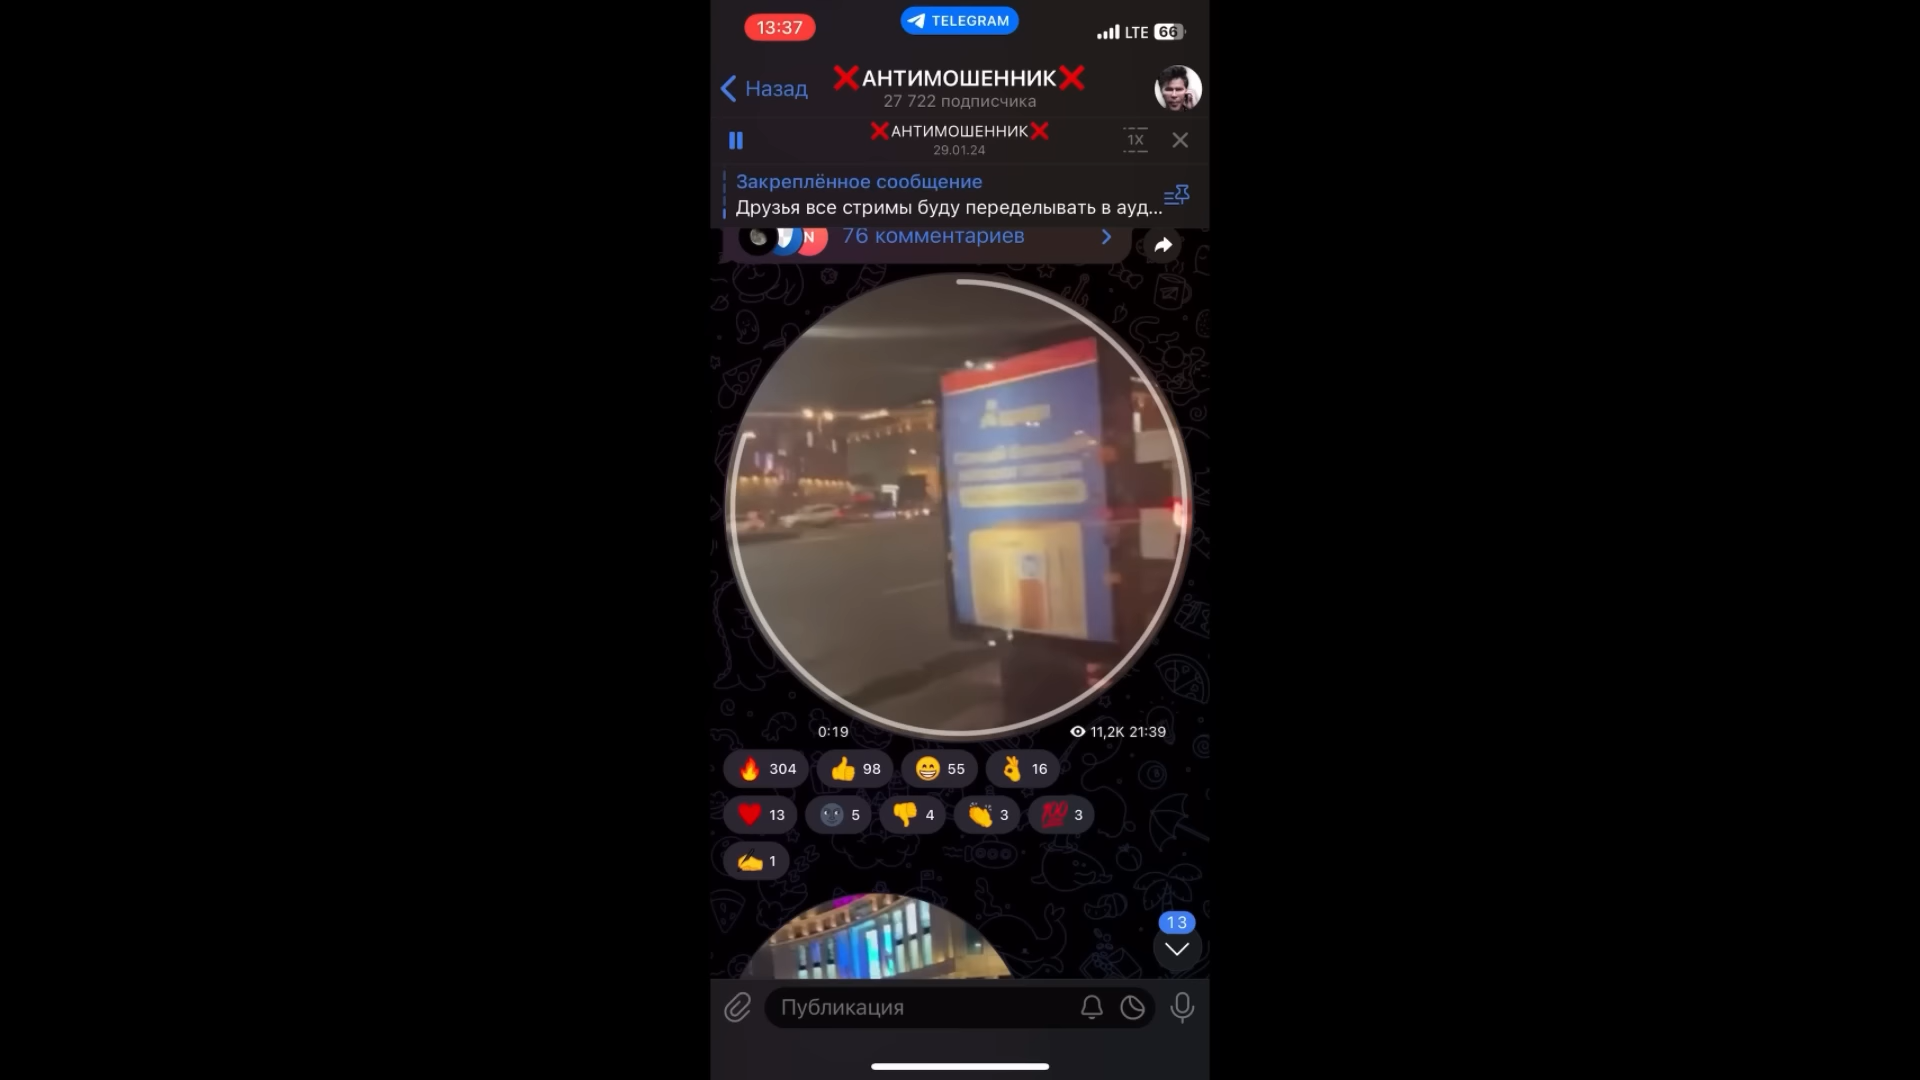 13:37
TELEGRAM
LTE 66
Назад
❌АНТИМОШЕННИК❌
27 722 подписчика
❌АНТИМОШЕННИК❌
1X
29.01.24
Закреплённое сообщение
Друзья все стримы буду переделывать в ауд...
N
76 комментариев
0:19
11,2K 21:39
304 98 55 16
13 5 4 3 100 3
1
13
Публикация